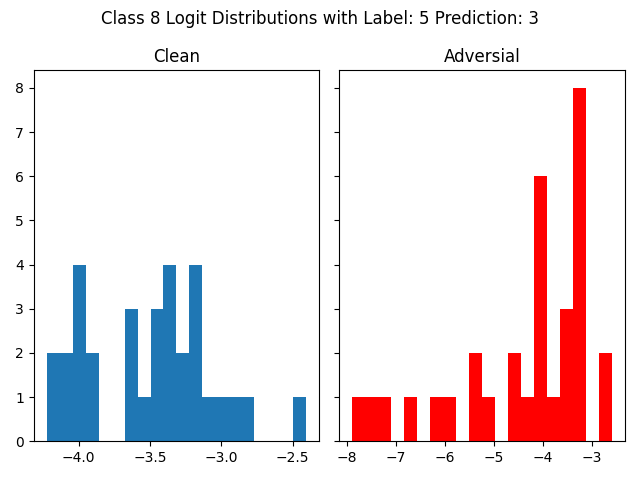 Class 8 Logit Distributions with Label: 5 Prediction: 3
Clean
Adversial
8
7
6
5
4
3
2
1
0
−4.0 −3.5 −3.0 −2.5
−8 −7 −6 −5 −4 −3